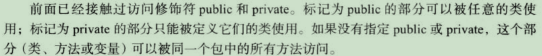 前面已经接触过访问修饰符 public 和 private。标记为 public 的部分可以被任意的类使
用；标记为 private 的部分只能被定义它们的类使用。如果没有指定 public 或 private，这个部
分（类、方法或变量）可以被同一个包中的所有方法访问。